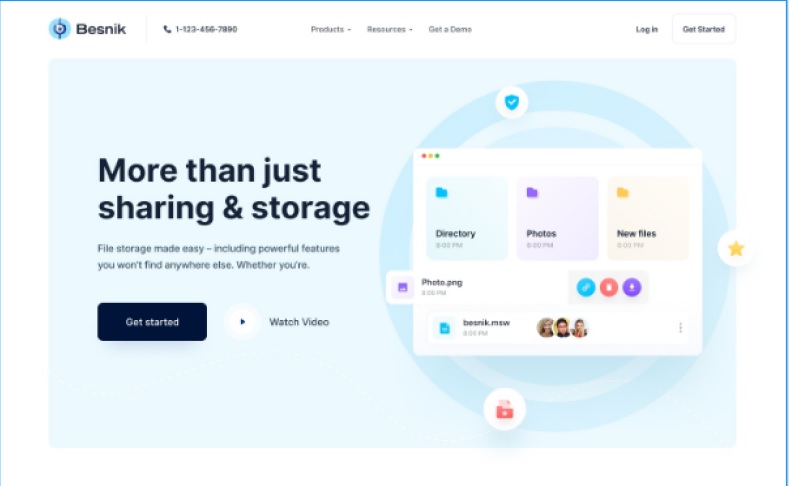 Besnik
1-123-456-7890
Products
Resources
Get a Demo
Log in
Get Started
More than just
sharing & storage
File storage made easy – including powerful features
you won't find anywhere else. Whether you're.
Get started
Watch Video
Directory
8:00 PM
Photos
8:00 PM
New files
8:00 PM
Photo.png
8:00 PM
besnik.msw
8:00 PM